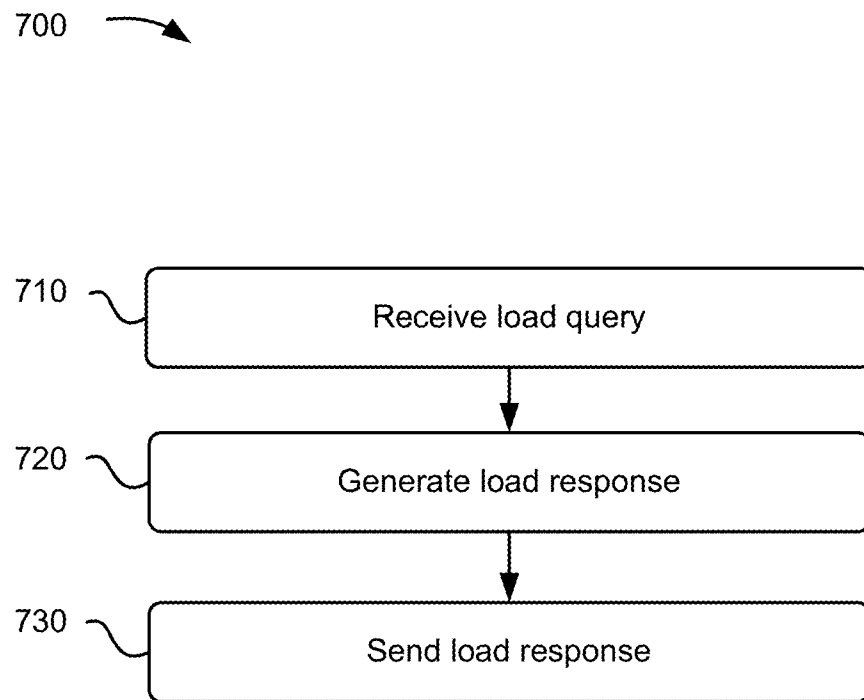 700
710
Receive load query
720
Generate load response
730
Send load response